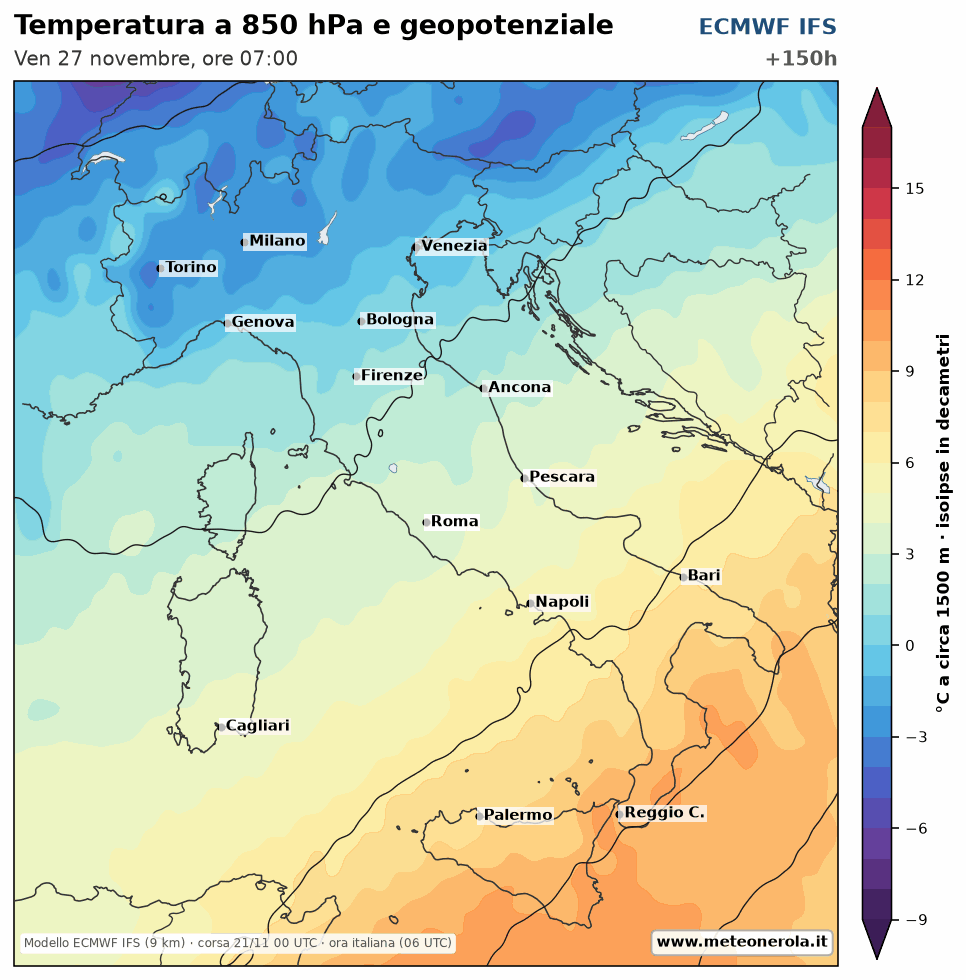 Temperatura a 850 hPa e geopotenziale
ECMWF IFS
Ven 27 novembre, ore 07:00
+150h
Milano
Venezia
Torino
Genova
Bologna
Firenze
Ancona
Pescara
Roma
Bari
Napoli
Cagliari
Palermo
Reggio C.
15
12
9
6
3
0
−3
−6
−9
°C a circa 1500 m · isoipse in decametri
Modello ECMWF IFS (9 km) · corsa 21/11 00 UTC · ora italiana (06 UTC)
www.meteonerola.it